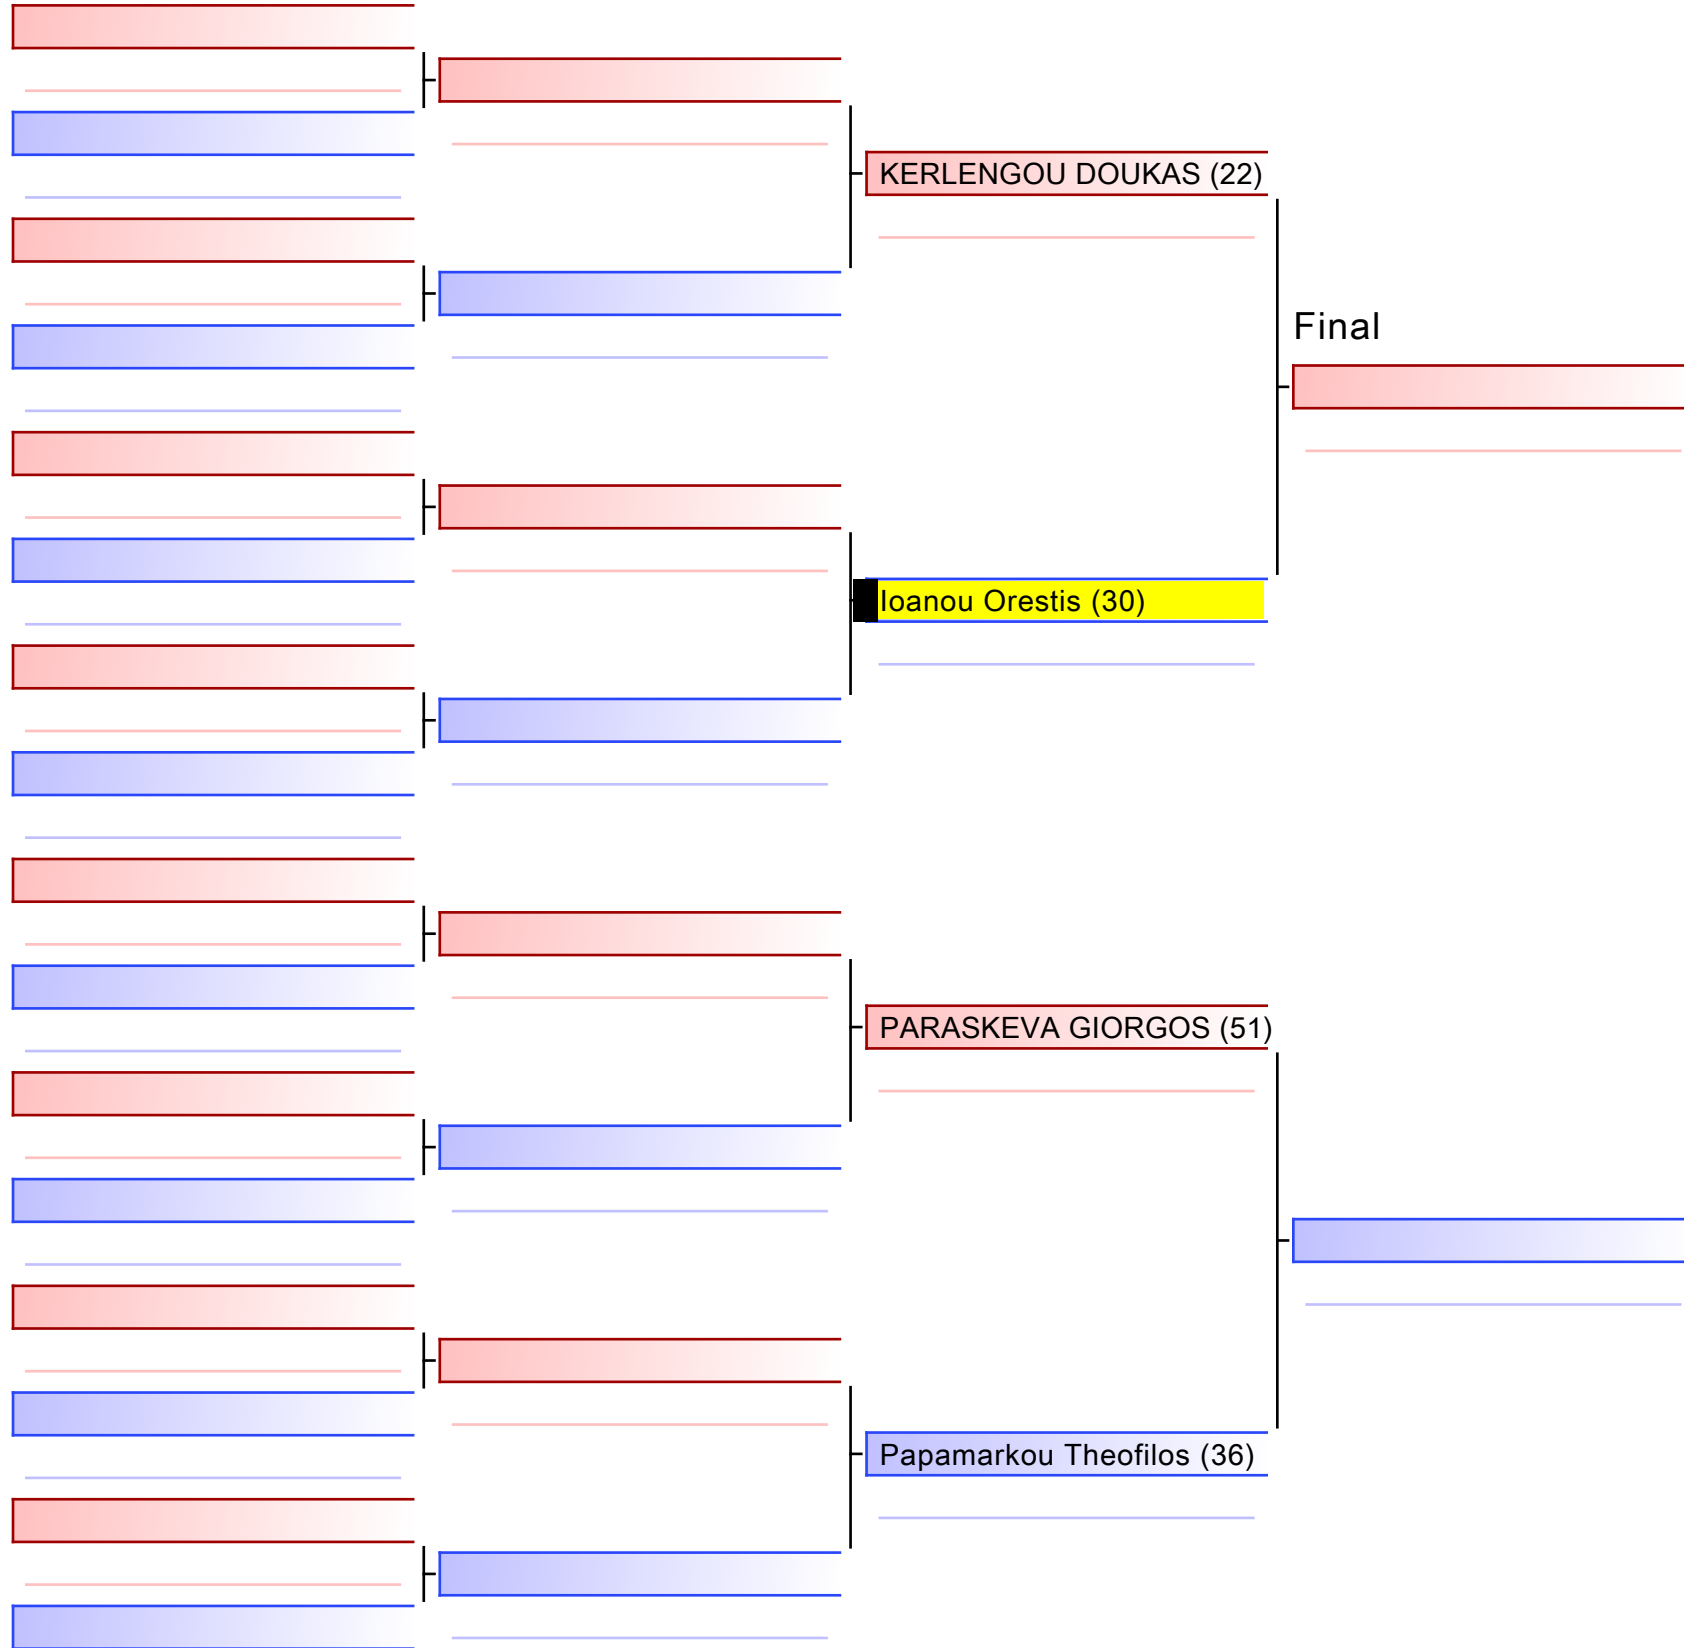 KERLENGOU DOUKAS (22)
Final
Ioanou Orestis (30)
PARASKEVA GIORGOS (51)
Papamarkou Theofilos (36)